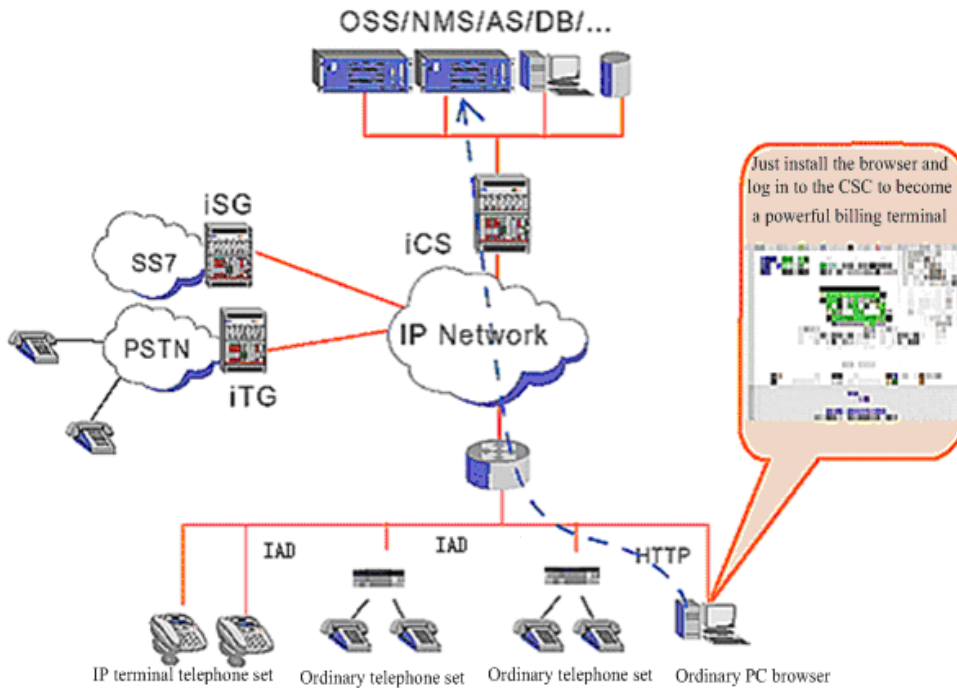 OSS/NMS/AS/DB/...
Just install the browser and
log in to the CSC to become
a powerful billing terminal
iSG
SS7
iCS
IP Network
PSTN
iTG
IAD
IAD
HTTP
IP terminal telephone set
Ordinary telephone set
Ordinary telephone set
Ordinary PC browser